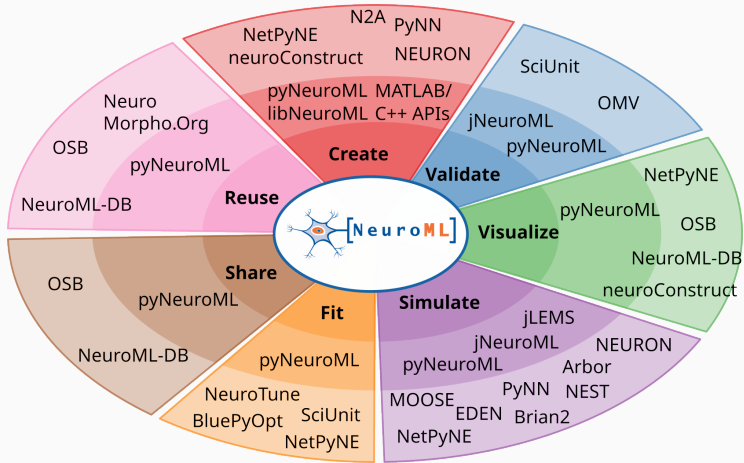 N2A
PyNN
NetPyNE
neuroConstruct
NEURON
pyNeuroML
MATLAB/
libNeuroML
C++ APIs
Create
SciUnit
OMV
jNeuroML
pyNeuroML
Validate
NetPyNE
pyNeuroML
OSB
Visualize
NeuroML-DB
neuroConstruct
Simulate
jLEMS
jNeuroML
pyNeuroML
NEURON
Arbor
PyNN
NEST
MOOSE
EDEN
Brian2
NetPyNE
Fit
pyNeuroML
NeuroTune
BluePyOpt
SciUnit
NetPyNE
Share
OSB
pyNeuroML
NeuroML-DB
Neuro
Morpho.Org
OSB
pyNeuroML
Reuse
NeuroML-DB
[NeuroML]